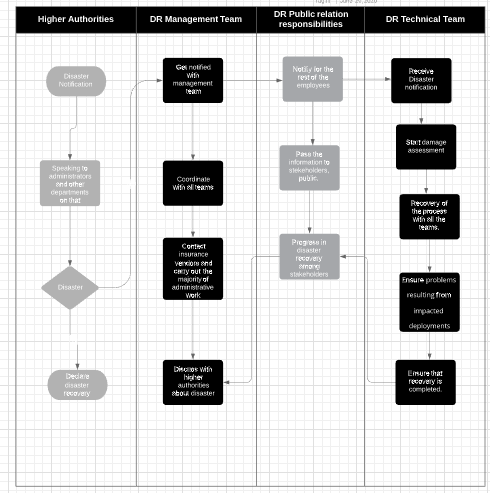 Higher Authorities
DR Management Team
DR Public relation
responsibilities
DR Technical Team
Disaster
Notification
Get notified
with
management
team
Notify for the
rest of the
employees
Receive
Disaster
notification
Start damage
assessment
Speaking to
administrators
and other
departments
on that
Coordinate
with all teams
Pass the
information to
stakeholders,
public.
Recovery of
the process
with all the
teams.
Disaster
Contact
insurance
vendors and
carry out the
majority of
administrative
work
Progress in
disaster
recovery
among
stakeholders
Ensure problems
resulting from
impacted
deployments
Declare
disaster
recovery
Discuss with
higher
authorities
about disaster
Ensure that
recovery is
completed.